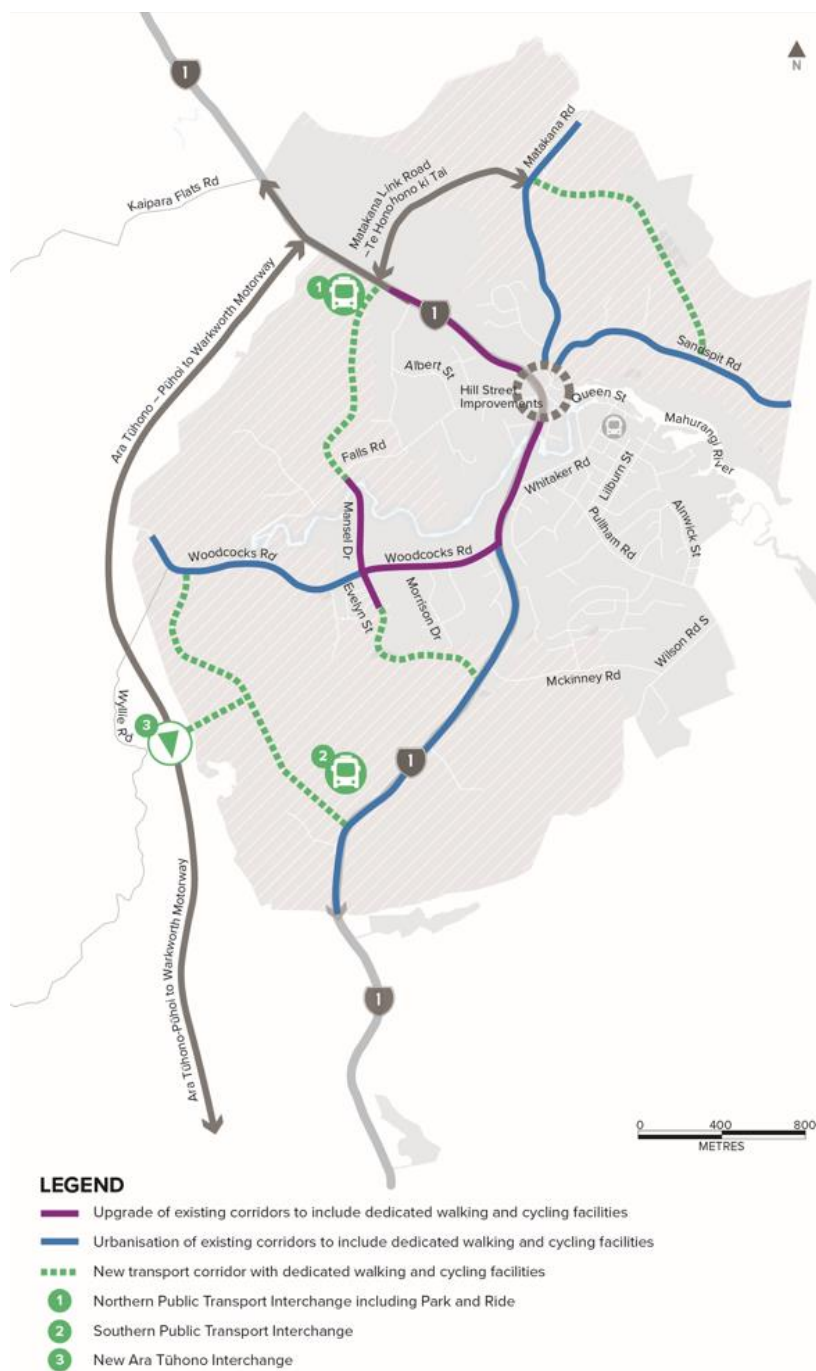 1
N
Matakana Rd
Kaipara Flats Rd
Matakana Link Road
– Te Honohono ki Tai
1
1
Ara Tūhono – Pūhoi to Warkworth Motorway
Albert St
Hill Street
Improvements
Sandspit Rd
Queen St
Mahurangi
River
Falls Rd
Whitaker Rd
Lilburn St
Pullham Rd
Ainwick St
Mansel Dr
Woodcocks Rd
Woodcocks Rd
Evelyn St
Morrison Dr
Mckinney Rd
Wilson Rd S
Wyllie Rd
3
2
1
Ara Tūhono-Pūhoi to Warkworth Motorway
1
0 400 800
METRES
LEGEND
Upgrade of existing corridors to include dedicated walking and cycling facilities
Urbanisation of existing corridors to include dedicated walking and cycling facilities
New transport corridor with dedicated walking and cycling facilities
1 Northern Public Transport Interchange including Park and Ride
2 Southern Public Transport Interchange
3 New Ara Tūhono Interchange